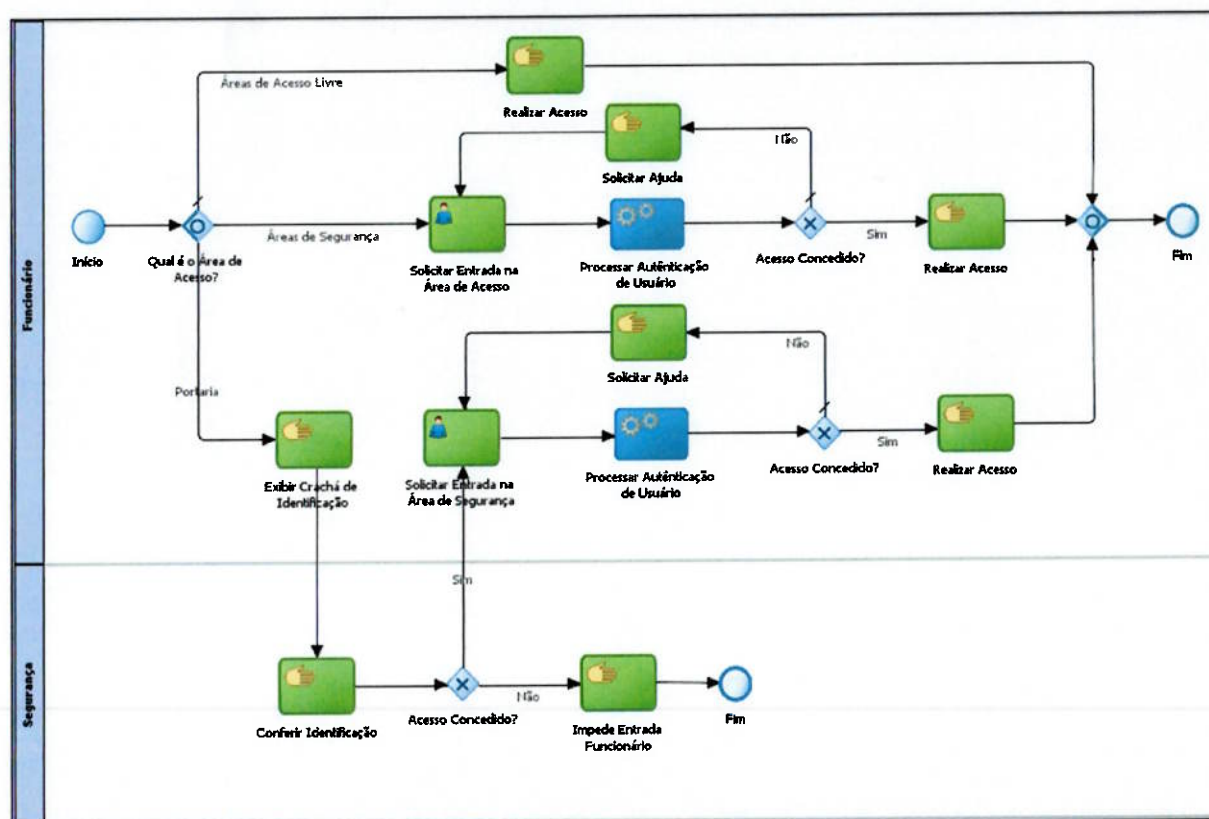 Funcionário
Áreas de Acesso Livre
Realizar Acesso
Não
Solicitar Ajuda
Início
Qual é o Área de
Acesso?
Áreas de Segurança
Solicitar Entrada na
Área de Acesso
Processar Autênticação
de Usuário
Acesso Concedido?
Sim
Realizar Acesso
Fim
Não
Solicitar Ajuda
Portaria
Exibir Crachá de
Identificação
Solicitar Entrada na
Área de Segurança
Processar Autênticação
de Usuário
Acesso Concedido?
Sim
Realizar Acesso
Segurança
Sim
Conferir Identificação
Acesso Concedido?
Não
Impede Entrada
Funcionário
Fim